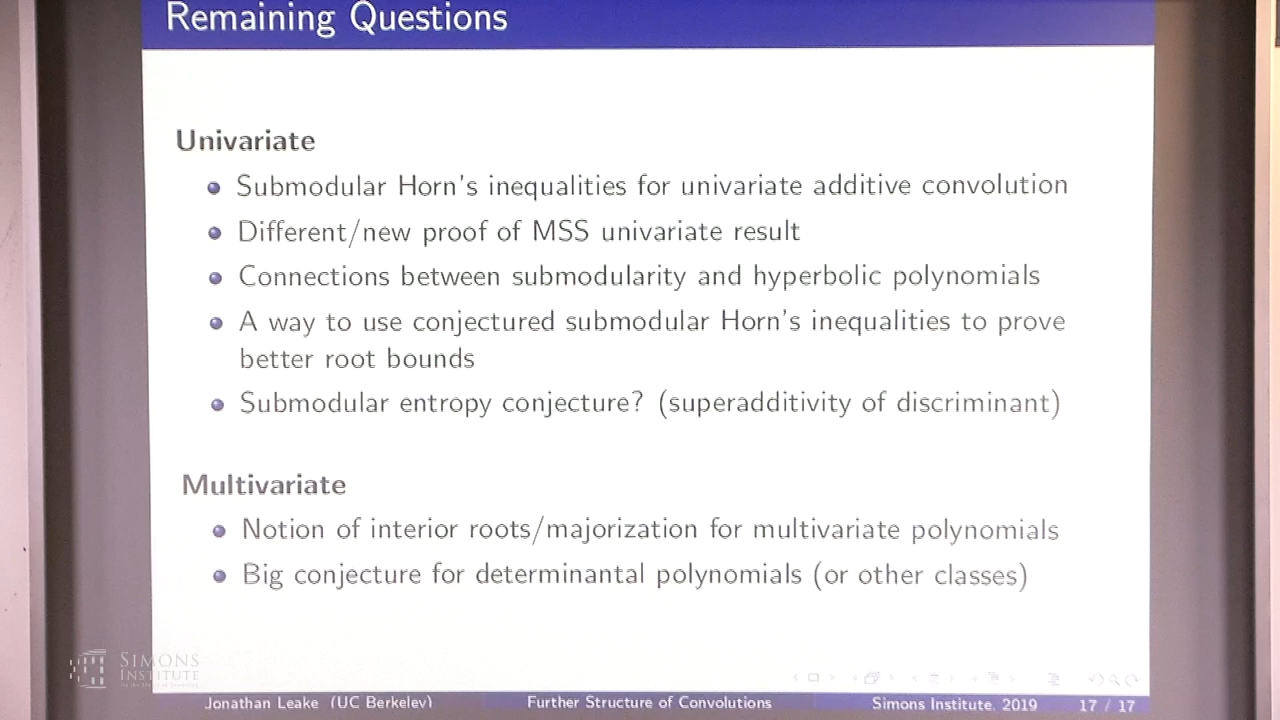 Remaining Questions
Univariate
Submodular Horn's inequalities for univariate additive convolution
Different/new proof of MSS univariate result
Connections between submodularity and hyperbolic polynomials
A way to use conjectured submodular Horn's inequalities to prove
better root bounds
Submodular entropy conjecture? (superadditivity of discriminant)
Multivariate
Notion of interior roots/majorization for multivariate polynomials
Big conjecture for determinantal polynomials (or other classes)
SIMONS
INSTITUTE
Jonathan Leake (UC Berkeley) Further Structure of Convolutions Simons Institute, 2019 17 / 17